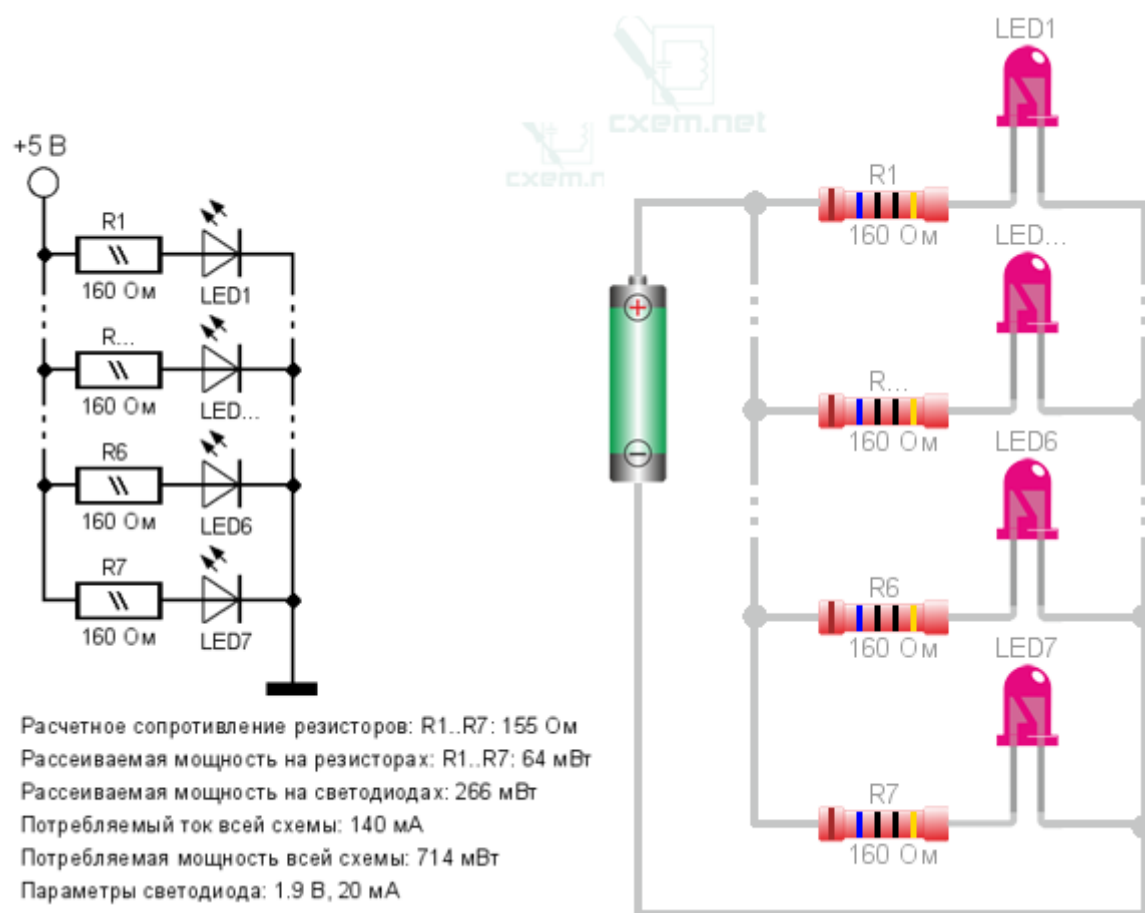 +5 В
R1
160 Ом
LED1
R...
160 Ом
LED...
R6
160 Ом
LED6
R7
160 Ом
LED7
Расчетное сопротивление резисторов: R1..R7: 155 Ом
Рассеиваемая мощность на резисторах: R1..R7: 64 мВт
Рассеиваемая мощность на светодиодах: 266 мВт
Потребляемый ток всей схемы: 140 мА
Потребляемая мощность всей схемы: 714 мВт
Параметры светодиода: 1.9 В, 20 мА
cxem.net
cxem.n
LED1
R1
160 Ом
LED...
+
R...
160 Ом
−
LED6
R6
160 Ом
LED7
R7
160 Ом